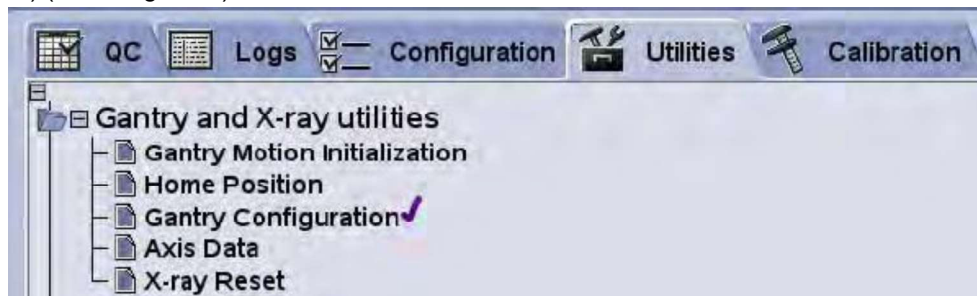 QC Logs Configuration Utilities Calibration
Gantry and X-ray utilities
Gantry Motion Initialization
Home Position
Gantry Configuration
Axis Data
X-ray Reset